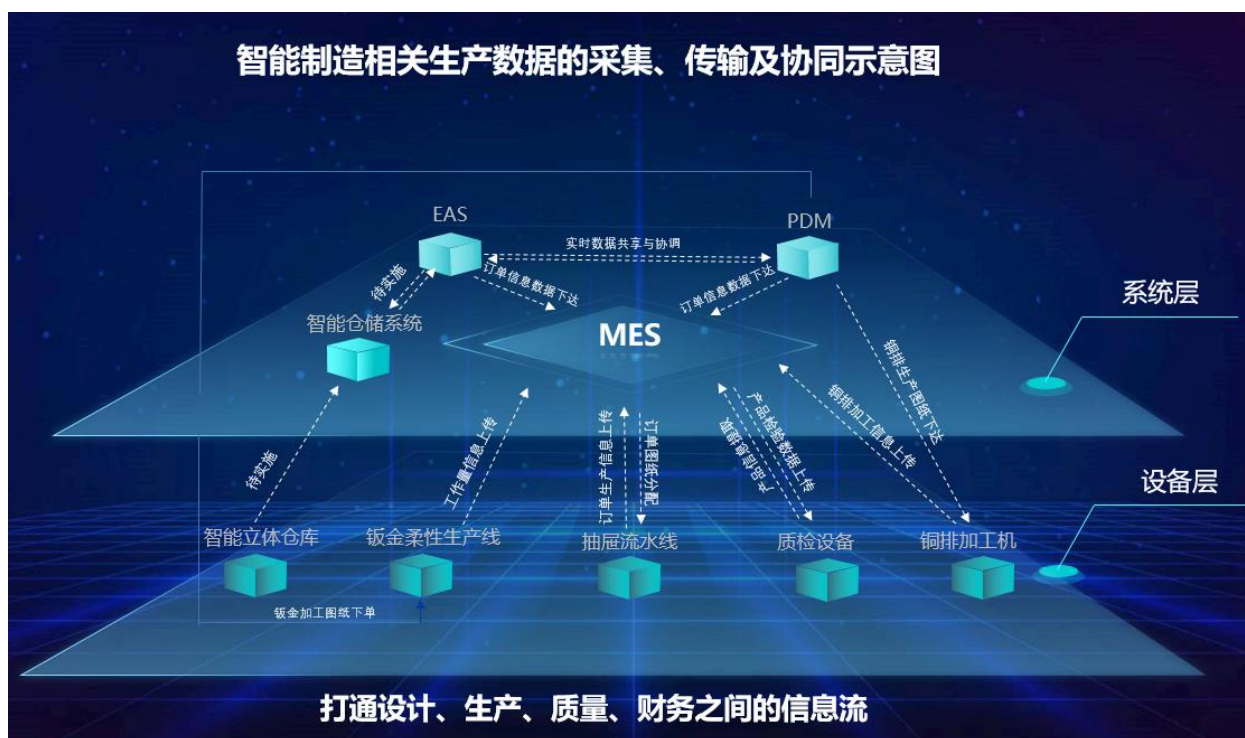 智能制造相关生产数据的采集、传输及协同示意图
EAS
PDM
实时数据共享与协调
待实施
订单信息数据下达
订单信息数据下达
系统层
智能仓储系统
MES
铜排生产图纸下达
铜排加工信息上传
待实施
工作量信息上传
订单生产信息上传
订单图纸分配
产品信息提取
产品检验数据上传
设备层
智能立体仓库
钣金柔性生产线
抽屉流水线
质检设备
铜排加工机
钣金加工图纸下单
打通设计、生产、质量、财务之间的信息流